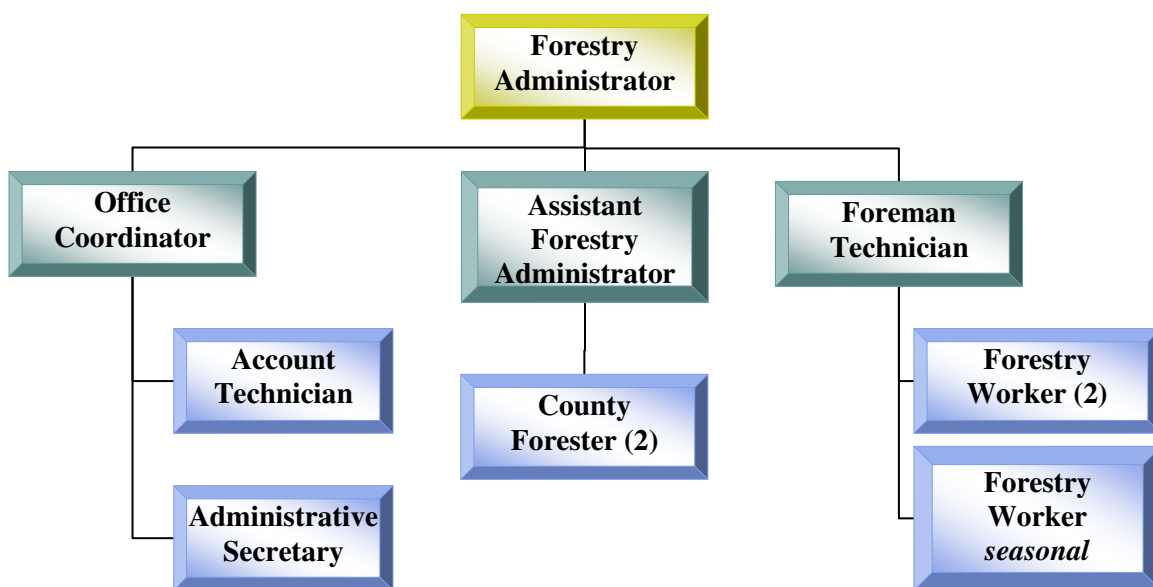 Forestry
Administrator
Office
Coordinator
Assistant
Forestry
Administrator
Foreman
Technician
Account
Technician
County
Forester (2)
Forestry
Worker (2)
Administrative
Secretary
Forestry
Worker
seasonal